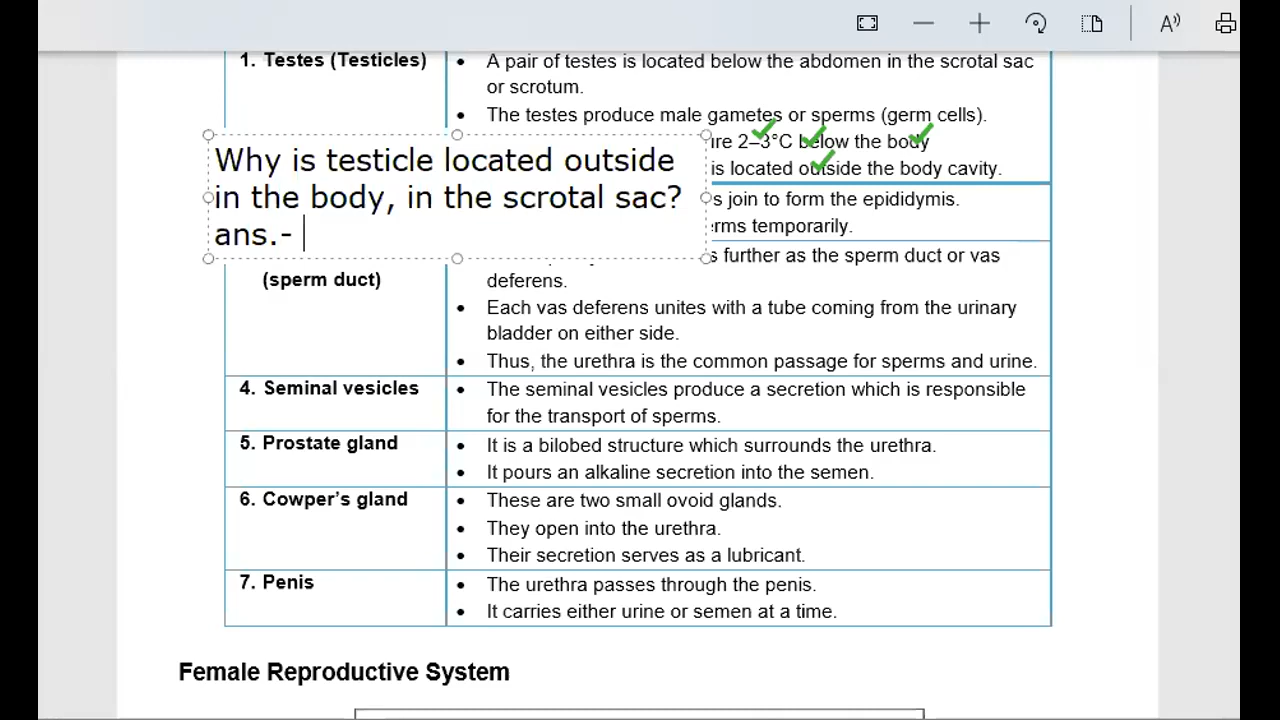 1. Testes (Testicles)
• A pair of testes is located below the abdomen in the scrotal sac
or scrotum.
• The testes produce male gametes or sperms (germ cells).
2–3°C below the body
is located outside the body cavity.
Why is testicle located outside
in the body, in the scrotal sac?
ans.-
join to form the epididymis.
temporarily.
further as the sperm duct or vas
deferens.
(sperm duct)
• Each vas deferens unites with a tube coming from the urinary
bladder on either side.
• Thus, the urethra is the common passage for sperms and urine.
4. Seminal vesicles
• The seminal vesicles produce a secretion which is responsible
for the transport of sperms.
5. Prostate gland
• It is a bilobed structure which surrounds the urethra.
• It pours an alkaline secretion into the semen.
6. Cowper's gland
• These are two small ovoid glands.
• They open into the urethra.
• Their secretion serves as a lubricant.
7. Penis
• The urethra passes through the penis.
• It carries either urine or semen at a time.
Female Reproductive System